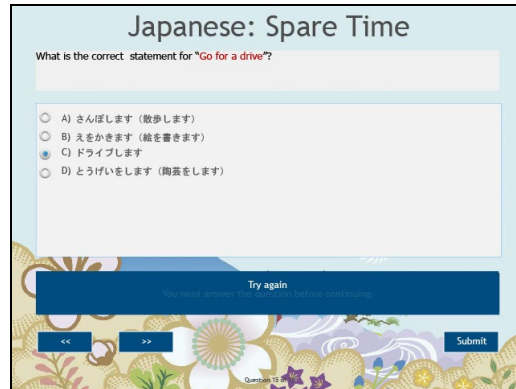 Japanese: Spare Time
What is the correct statement for "Go for a drive"?
A) さんぽします（散歩します）
B) えをかきます（絵を書きます）
C) ドライブします
D) とうげいをします（陶芸をします）
Try again
You must answer the question before continuing.
<< >> Submit
Question 15 of